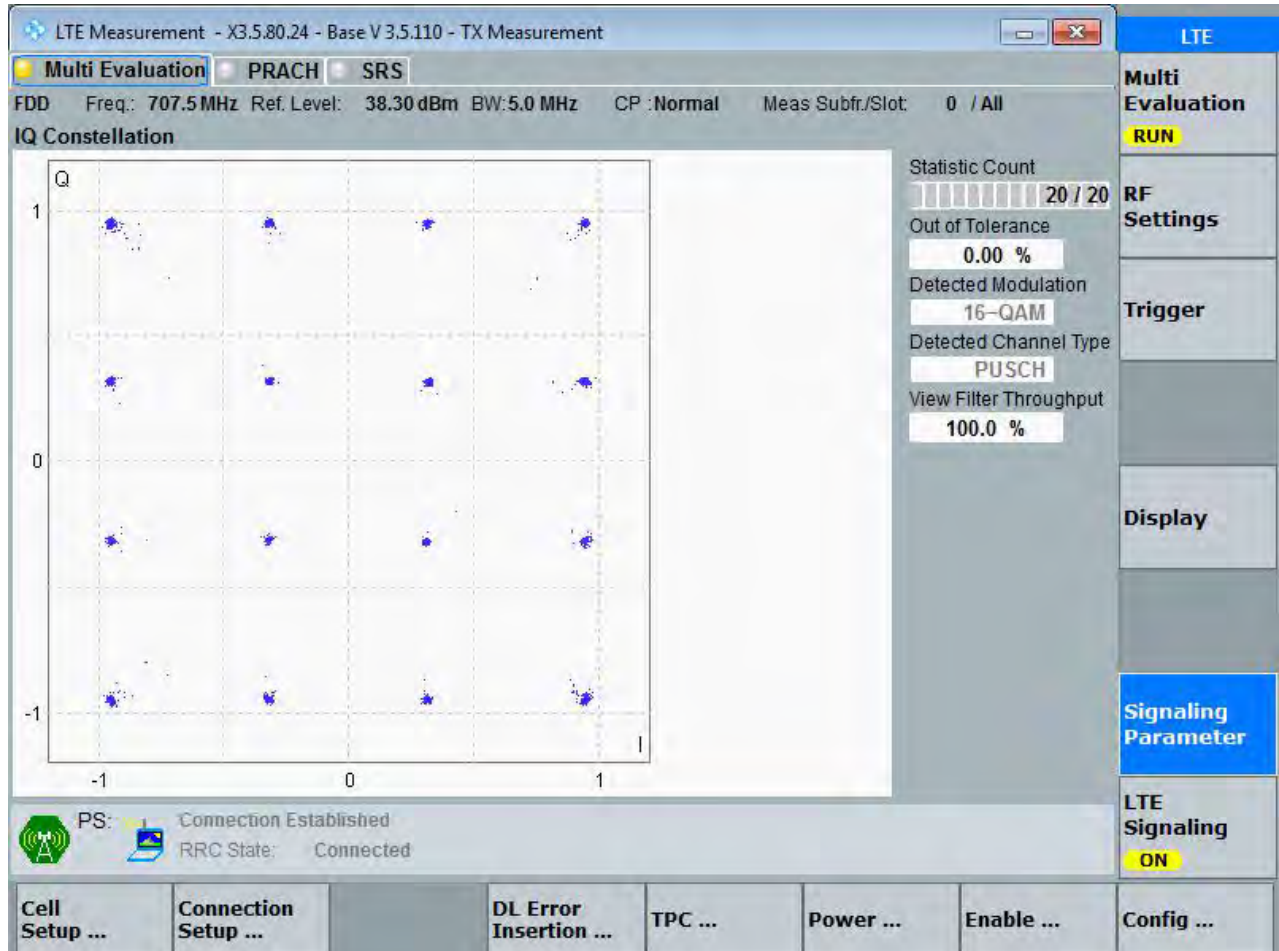 LTE Measurement - X3.5.80.24 - Base V 3.5.110 - TX Measurement
Multi Evaluation PRACH SRS
FDD Freq.: 707.5 MHz Ref. Level: 38.30 dBm BW: 5.0 MHz CP : Normal Meas Subfr./Slot: 0 / All
IQ Constellation
Q
1
0
-1
I
-1 0 1
Statistic Count
20 / 20
Out of Tolerance
0.00 %
Detected Modulation
16-QAM
Detected Channel Type
PUSCH
View Filter Throughput
100.0 %
PS: Connection Established
RRC State: Connected
LTE
Multi
Evaluation
RUN
RF
Settings
Trigger
Display
Signaling
Parameter
LTE
Signaling
ON
Cell
Setup ...
Connection
Setup ...
DL Error
Insertion ...
TPC ...
Power ...
Enable ...
Config ...